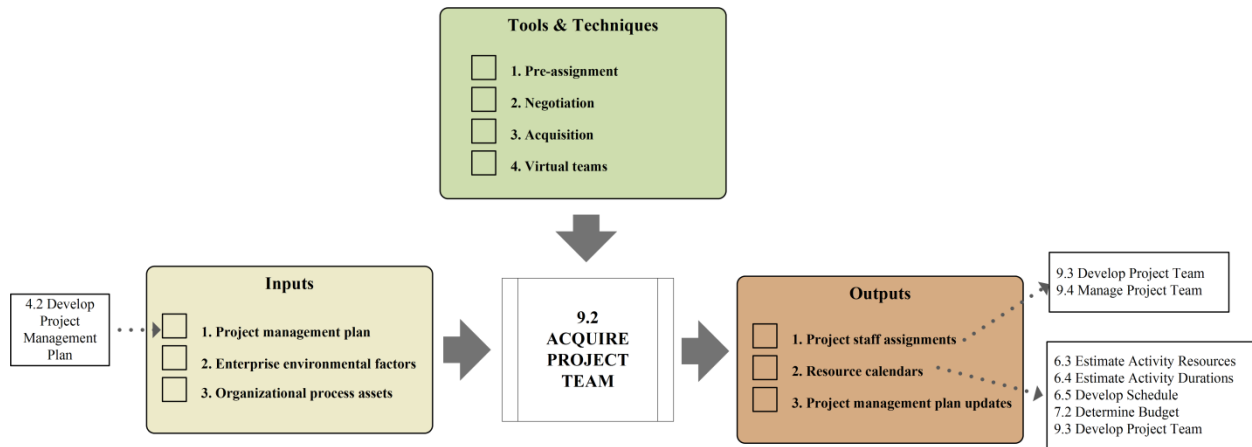 Tools & Techniques
1. Pre-assignment
2. Negotiation
3. Acquisition
4. Virtual teams
4.2 Develop
Project
Management
Plan
Inputs
1. Project management plan
2. Enterprise environmental factors
3. Organizational process assets
9.2
ACQUIRE
PROJECT
TEAM
Outputs
1. Project staff assignments
2. Resource calendars
3. Project management plan updates
9.3 Develop Project Team
9.4 Manage Project Team
6.3 Estimate Activity Resources
6.4 Estimate Activity Durations
6.5 Develop Schedule
7.2 Determine Budget
9.3 Develop Project Team